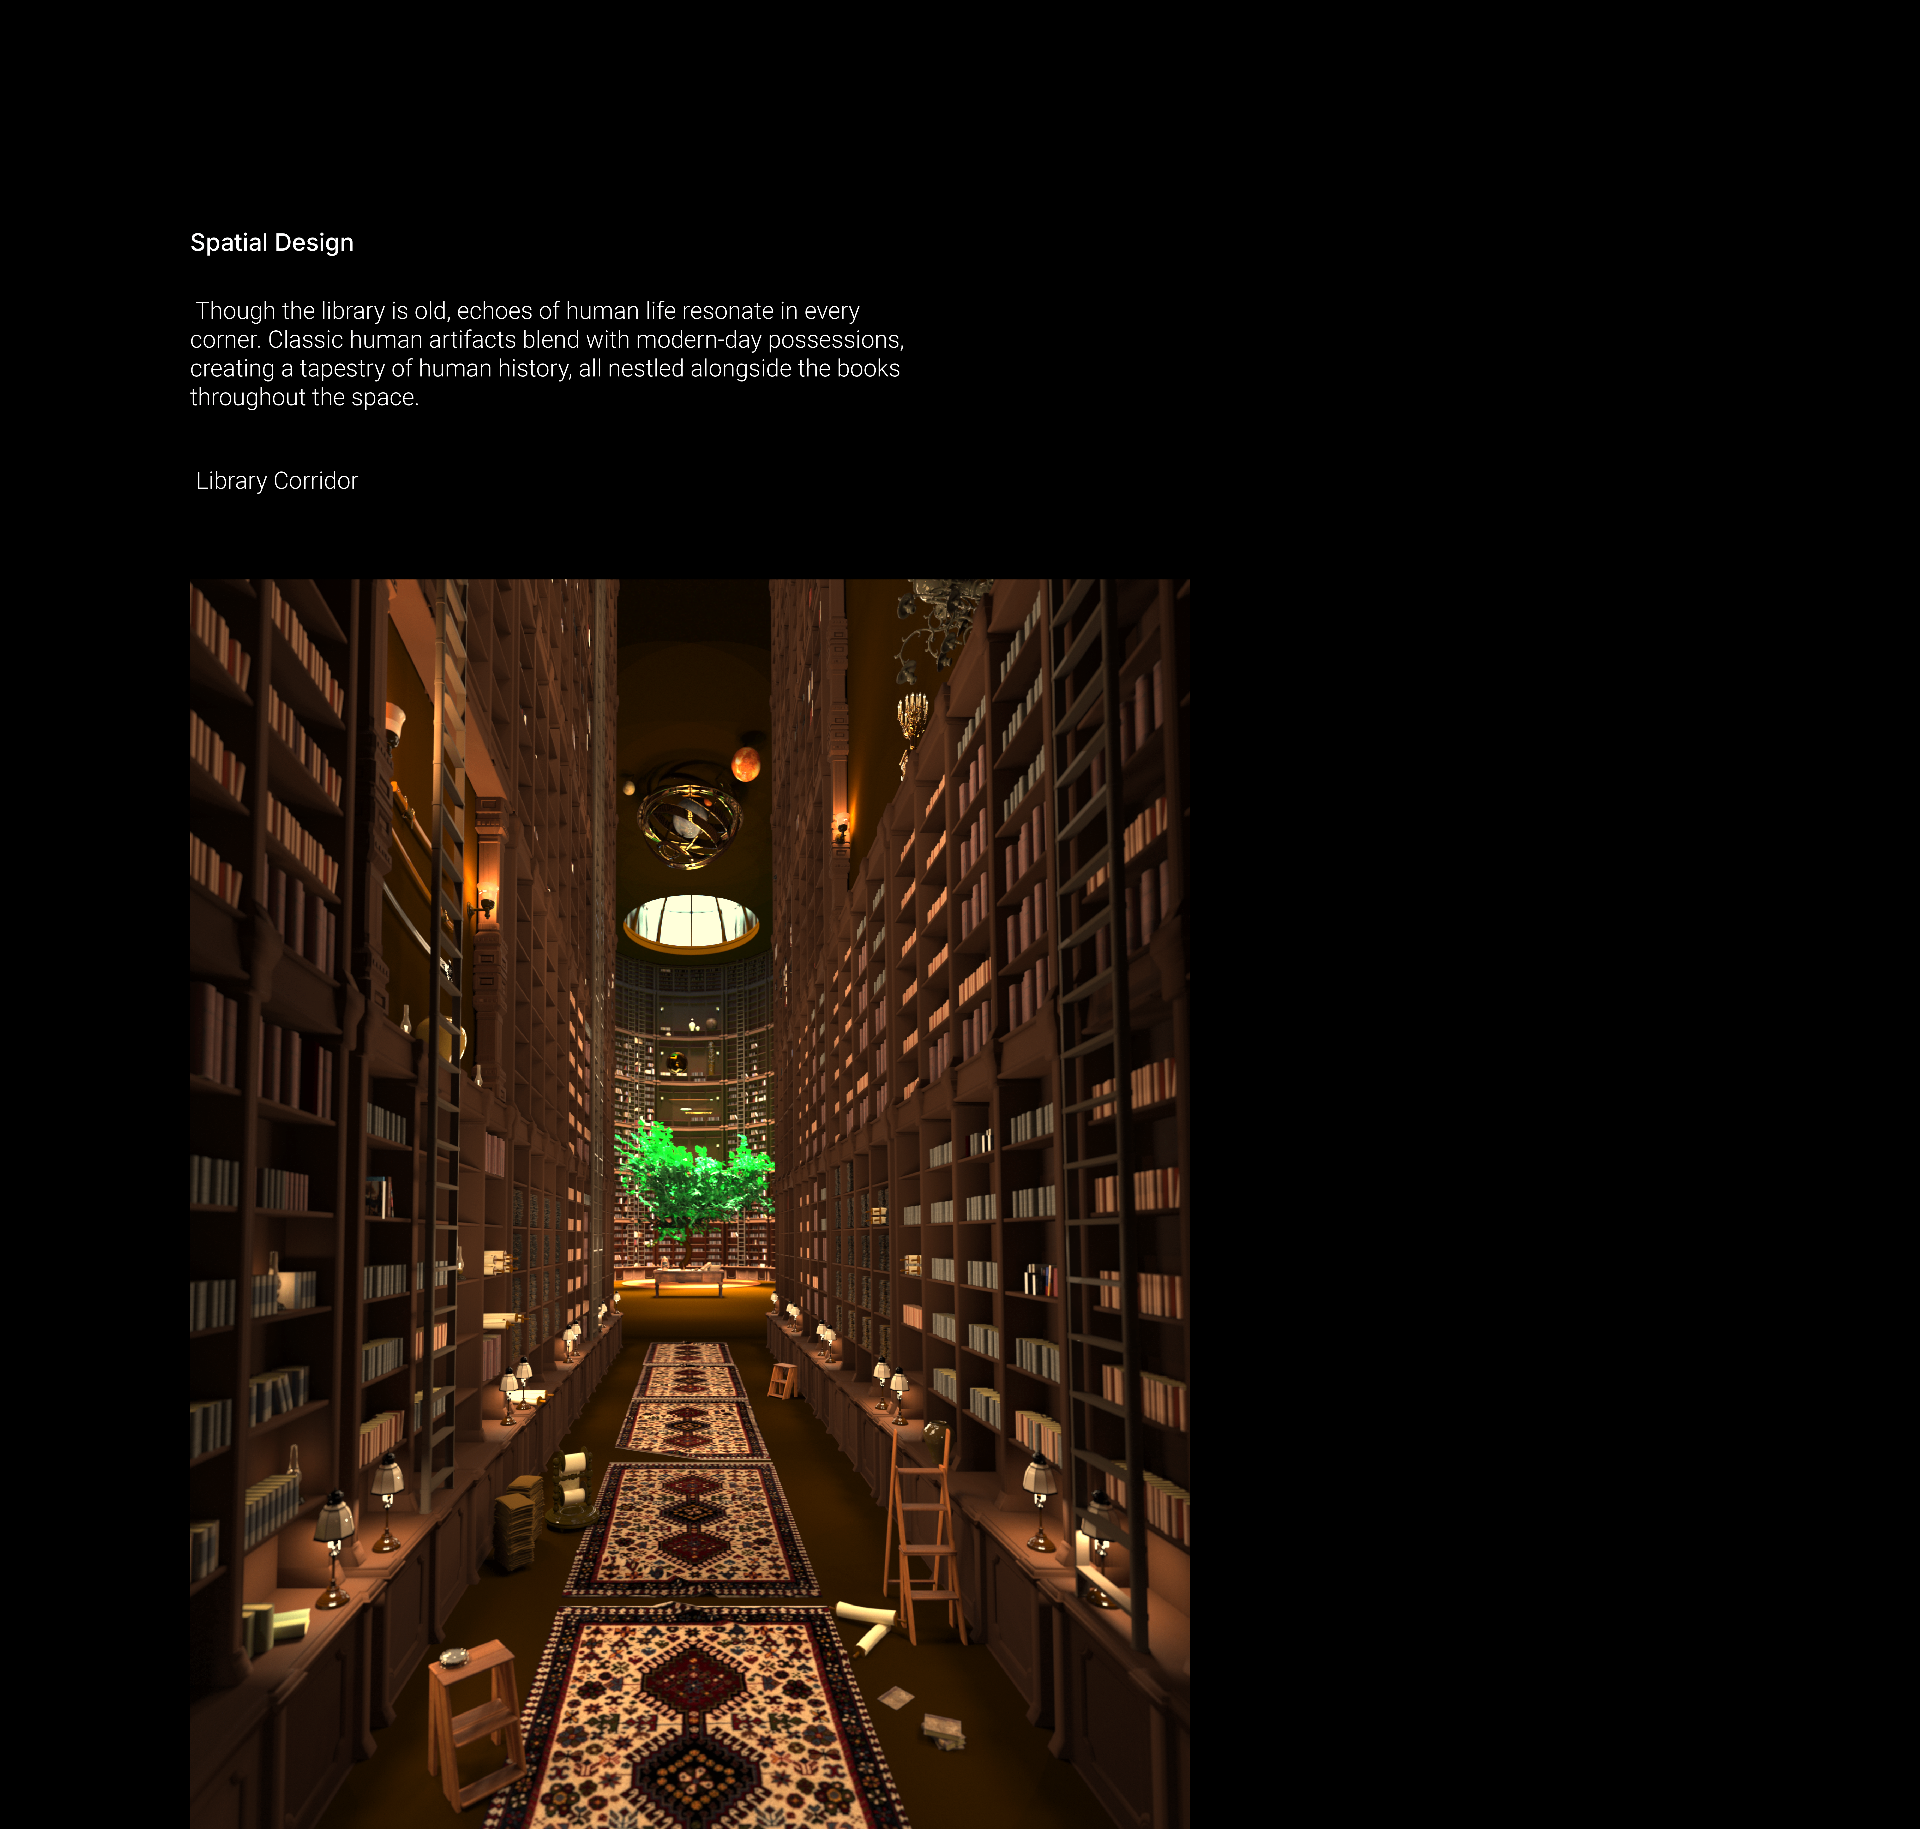 Spatial Design
Though the library is old, echoes of human life resonate in every
corner. Classic human artifacts blend with modern-day possessions,
creating a tapestry of human history, all nestled alongside the books
throughout the space.
Library Corridor